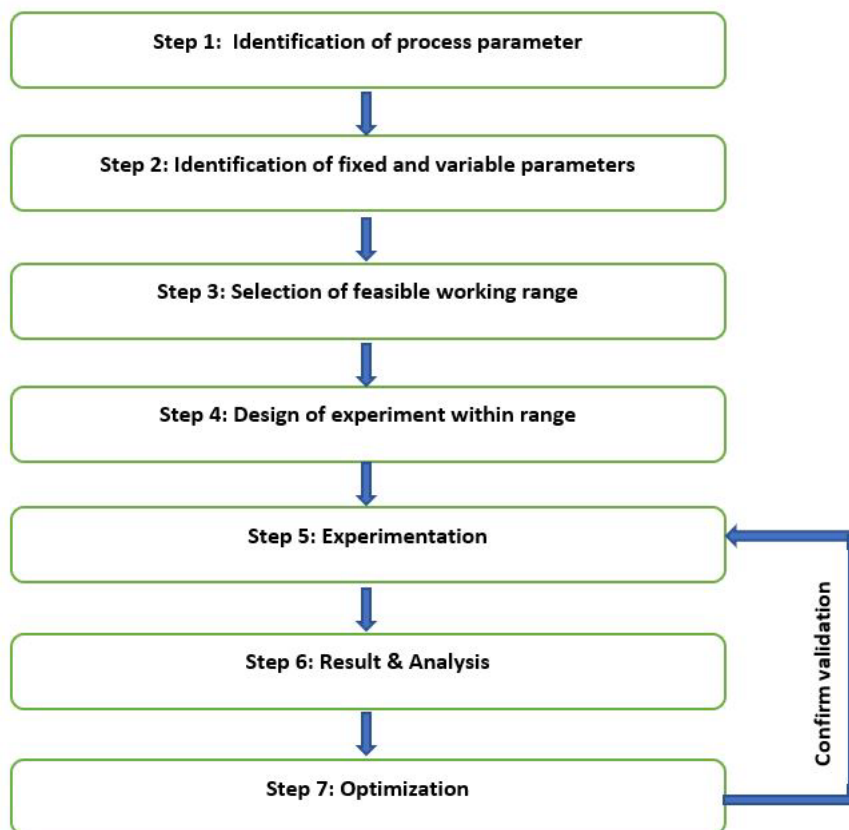 Step 1:  Identification of process parameter
Step 2: Identification of fixed and variable parameters
Step 3: Selection of feasible working range
Step 4: Design of experiment within range
Step 5: Experimentation
Step 6: Result & Analysis
Step 7: Optimization
Confirm validation